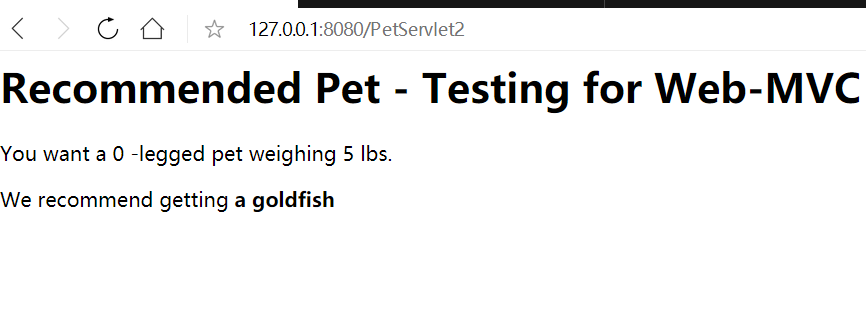 127.0.0.1:8080/PetServlet2
Recommended Pet - Testing for Web-MVC
You want a 0 -legged pet weighing 5 lbs.
We recommend getting a goldfish